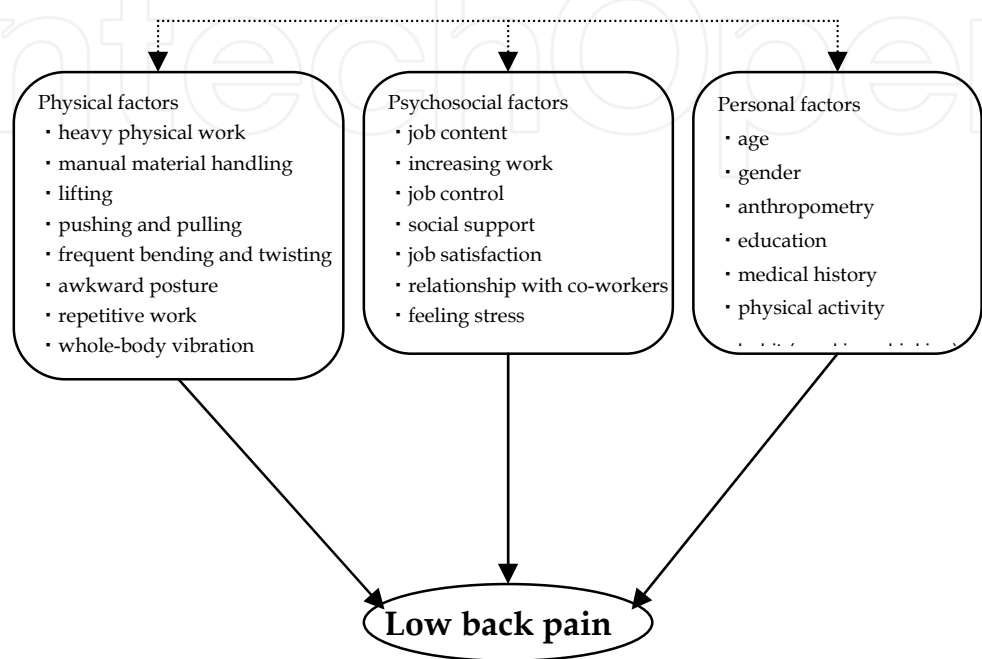 Physical factors
・heavy physical work
・manual material handling
・lifting
・pushing and pulling
・frequent bending and twisting
・awkward posture
・repetitive work
・whole-body vibration
Psychosocial factors
・job content
・increasing work
・job control
・social support
・job satisfaction
・relationship with co-workers
・feeling stress
Personal factors
・age
・gender
・anthropometry
・education
・medical history
・physical activity
Low back pain